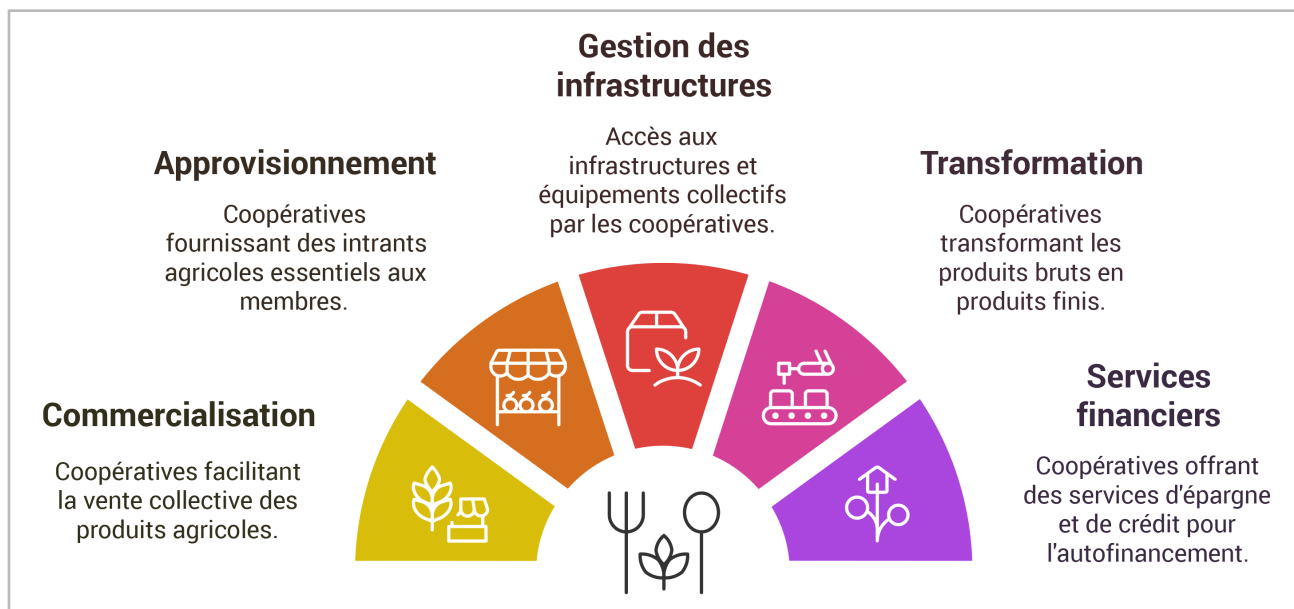 Gestion des
infrastructures
Accès aux
infrastructures et
équipements collectifs
par les coopératives.
Approvisionnement
Coopératives
fournissant des intrants
agricoles essentiels aux
membres.
Transformation
Coopératives
transformant les
produits bruts en
produits finis.
Commercialisation
Coopératives facilitant
la vente collective des
produits agricoles.
Services
financiers
Coopératives offrant
des services d'épargne
et de crédit pour
l'autofinancement.